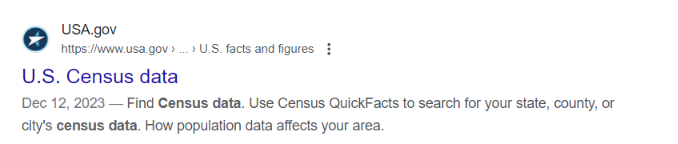 USA.gov
https://www.usa.gov › ... › U.S. facts and figures
U.S. Census data
Dec 12, 2023 — Find Census data. Use Census QuickFacts to search for your state, county, or
city's census data. How population data affects your area.